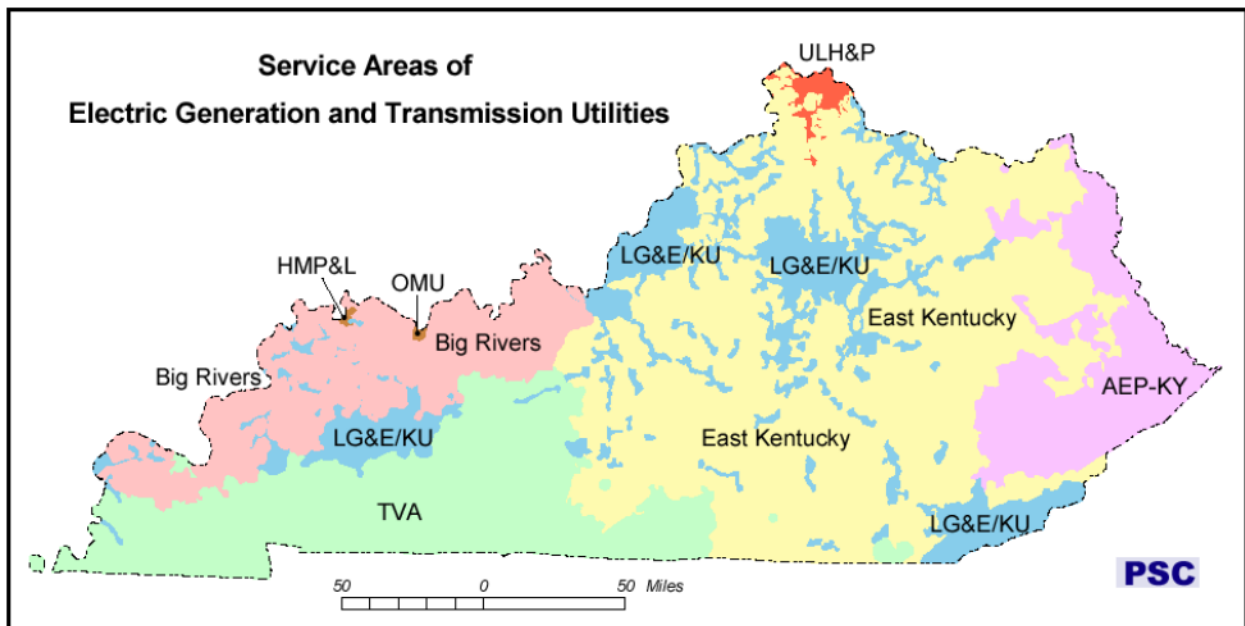 Service Areas of
Electric Generation and Transmission Utilities
ULH&P
LG&E/KU
LG&E/KU
HMP&L
OMU
East Kentucky
Big Rivers
Big Rivers
AEP-KY
LG&E/KU
East Kentucky
TVA
LG&E/KU
50 0 50 Miles
PSC